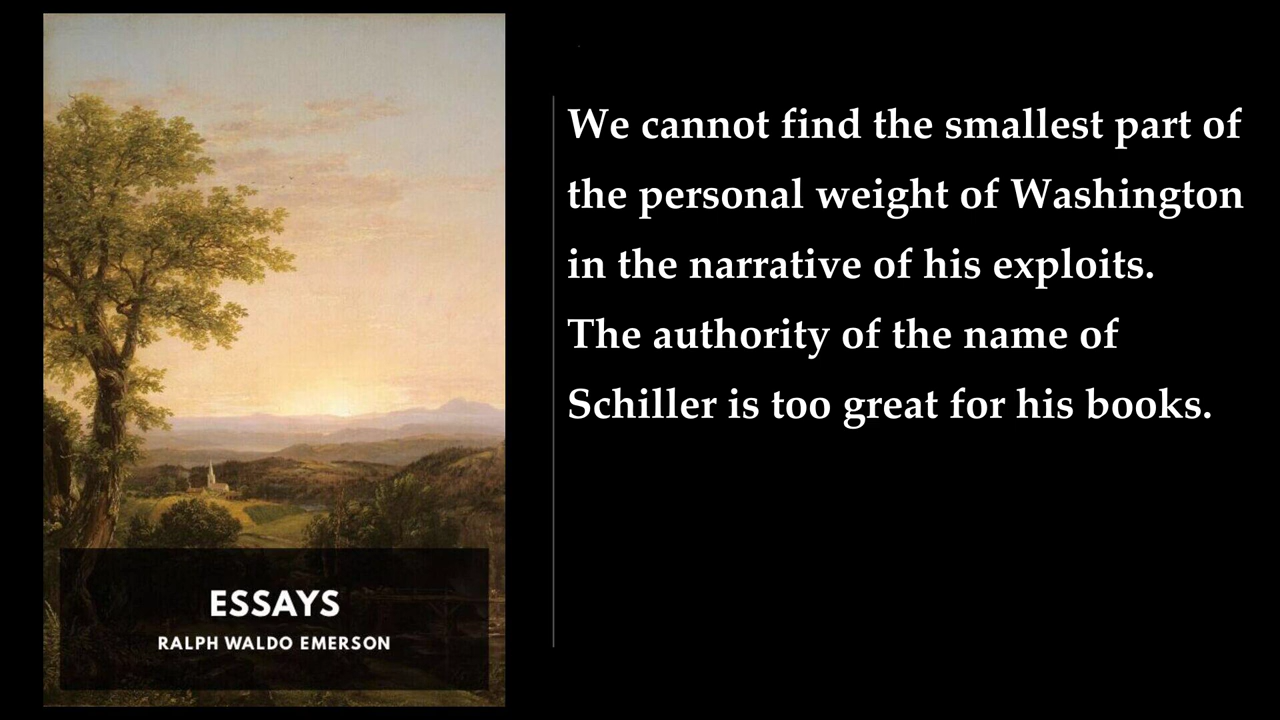 We cannot find the smallest part of
the personal weight of Washington
in the narrative of his exploits.
The authority of the name of
Schiller is too great for his books.
ESSAYS
RALPH WALDO EMERSON